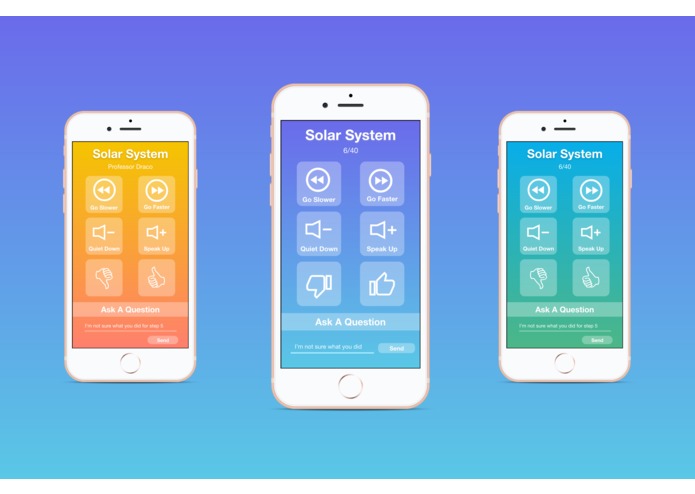 Solar System
Professor Draco
Go Slower
Go Faster
Quiet Down
Speak Up
Ask A Question
I'm not sure what you did for step 5
Send
Solar System
6/40
Go Slower
Go Faster
Quiet Down
Speak Up
Ask A Question
I'm not sure what you did
Send
Solar System
6/40
Go Slower
Go Faster
Quiet Down
Speak Up
Ask A Question
I'm not sure what you did for step 5
Send